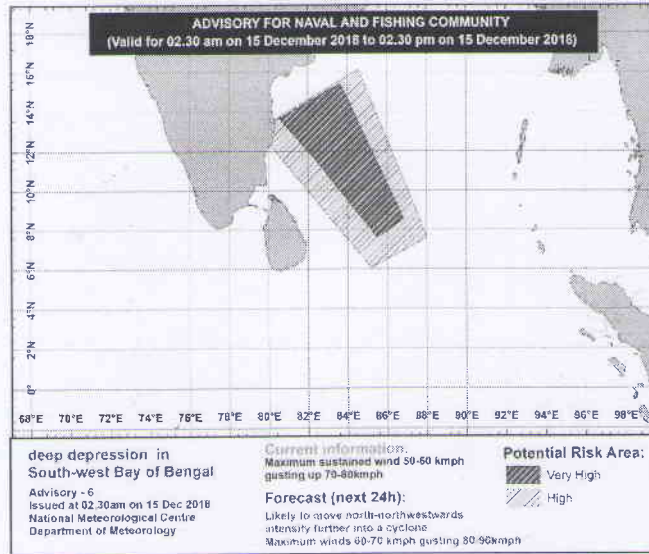 ADVISORY FOR NAVAL AND FISHING COMMUNITY
(Valid for 02.30 am on 15 December 2018 to 02.30 pm on 15 December 2018)
18°N
16°N
14°N
12°N
10°N
8°N
6°N
4°N
2°N
0°
68°E 70°E 72°E 74°E 76°E 78°E 80°E 82°E 84°E 86°E 88°E 90°E 92°E 94°E 96°E 98°E
deep depression in
South-west Bay of Bengal
Advisory - 6
Issued at 02.30am on 15 Dec 2018
National Meteorological Centre
Department of Meteorology
Current information:
Maximum sustained wind 50-60 kmph
gusting up 70-80kmph
Forecast (next 24h):
Likely to move north-northwestwards
intensity further into a cyclone
Maximum winds 60-70 kmph gusting 80-90kmph
Potential Risk Area:
Very High
High